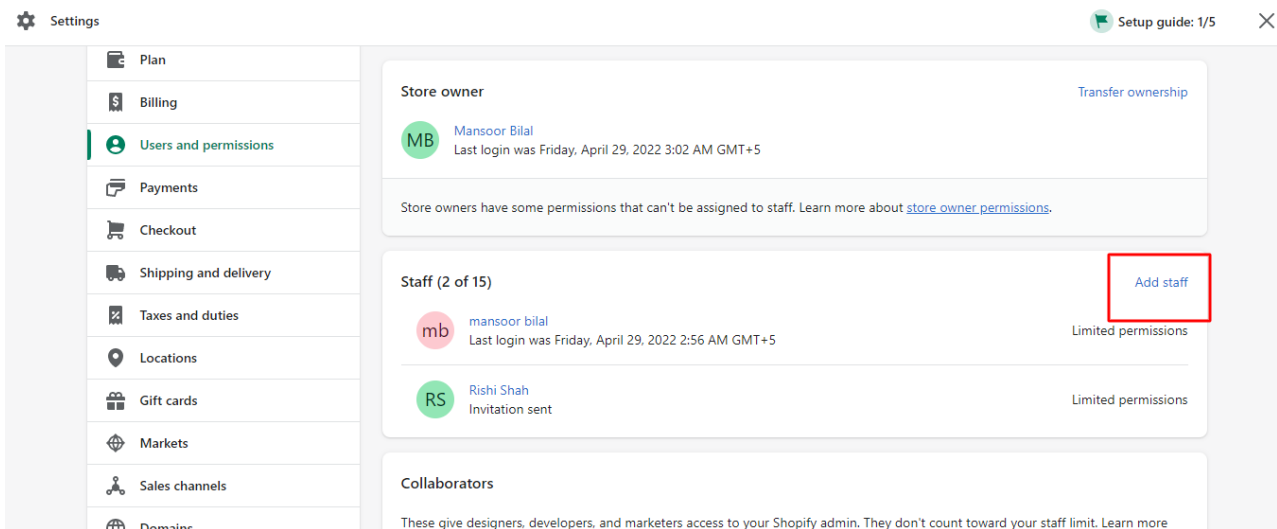 Settings
Setup guide: 1/5
Plan
Billing
Users and permissions
Payments
Checkout
Shipping and delivery
Taxes and duties
Locations
Gift cards
Markets
Sales channels
Domains
Store owner
Transfer ownership
MB
Mansoor Bilal
Last login was Friday, April 29, 2022 3:02 AM GMT+5
Store owners have some permissions that can't be assigned to staff. Learn more about store owner permissions.
Staff (2 of 15)
Add staff
mb
mansoor bilal
Last login was Friday, April 29, 2022 2:56 AM GMT+5
Limited permissions
RS
Rishi Shah
Invitation sent
Limited permissions
Collaborators
These give designers, developers, and marketers access to your Shopify admin. They don't count toward your staff limit. Learn more